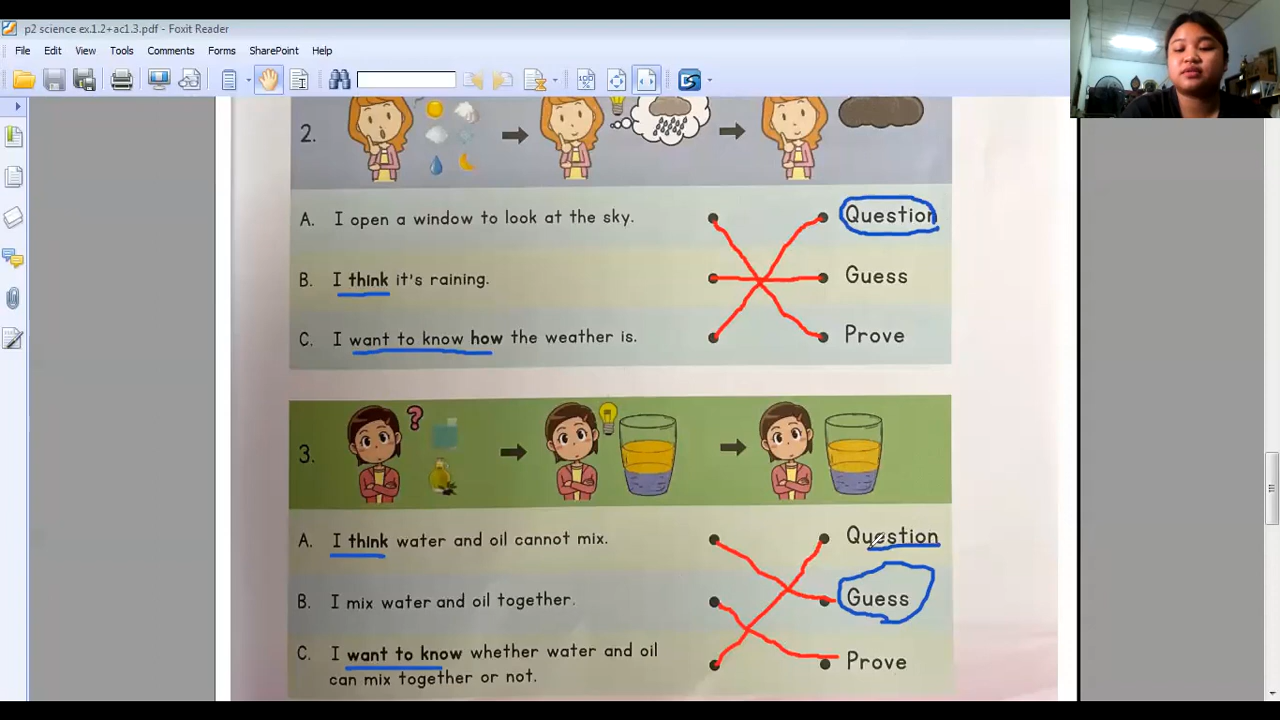 p2 science ex.1.2+ac1.3.pdf - Foxit Reader
File Edit View Tools Comments Forms SharePoint Help
2.
A. I open a window to look at the sky.
Question
B. I think it's raining.
Guess
C. I want to know how the weather is.
Prove
?
3.
A. I think water and oil cannot mix.
Question
B. I mix water and oil together.
Guess
C. I want to know whether water and oil
can mix together or not.
Prove